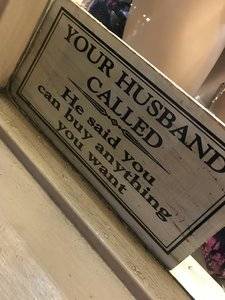 YOUR HUSBAND
CALLED
He said you
can buy anything
you want